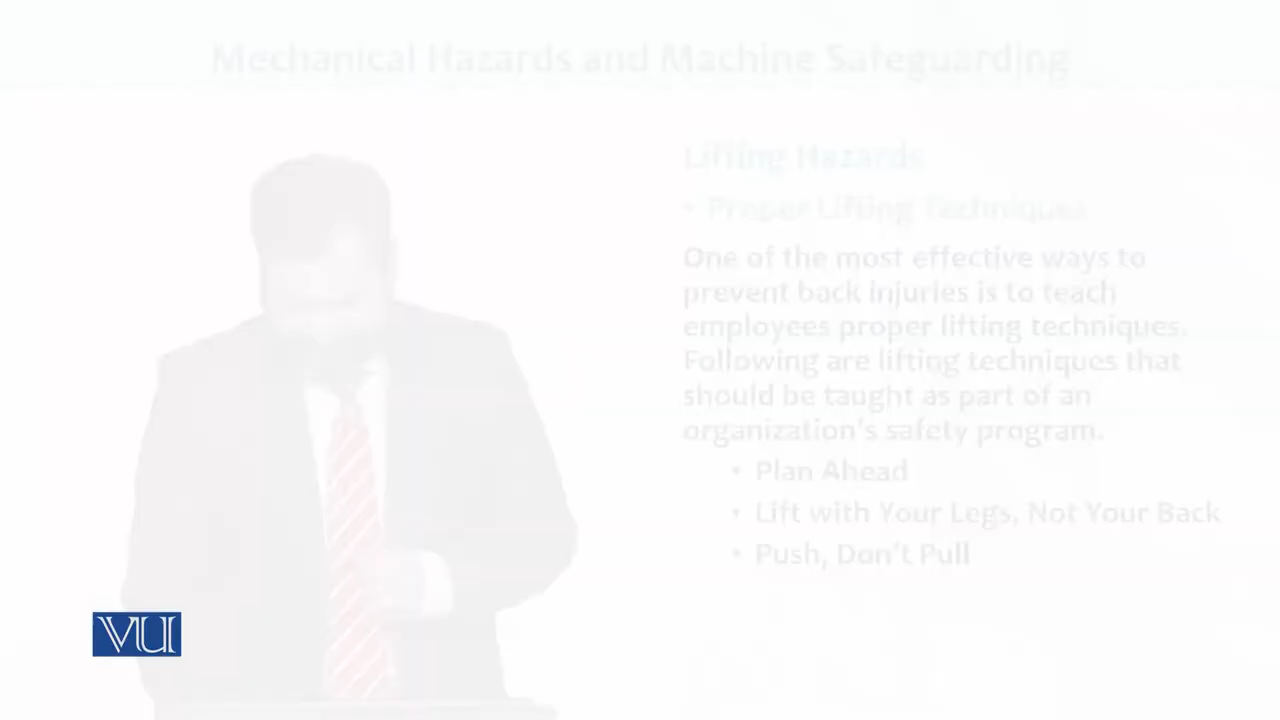 Mechanical Hazards and Machine Safeguarding
Lifting Hazards
• Proper Lifting Techniques
One of the most effective ways to
prevent back injuries is to teach
employees proper lifting techniques.
Following are lifting techniques that
should be taught as part of an
organization's safety program.
• Plan Ahead
• Lift with Your Legs, Not Your Back
• Push, Don't Pull
VU